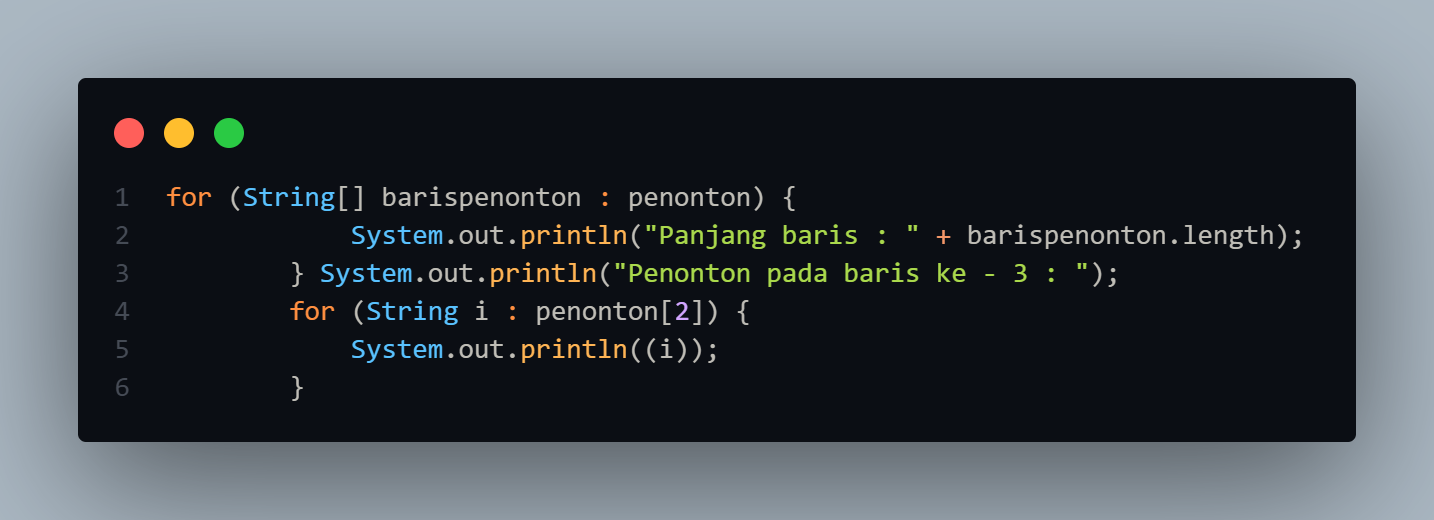 1 for (String[] barispenonton : penonton) {
2             System.out.println("Panjang baris : " + barispenonton.length);
3         } System.out.println("Penonton pada baris ke - 3 : ");
4         for (String i : penonton[2]) {
5             System.out.println((i));
6         }